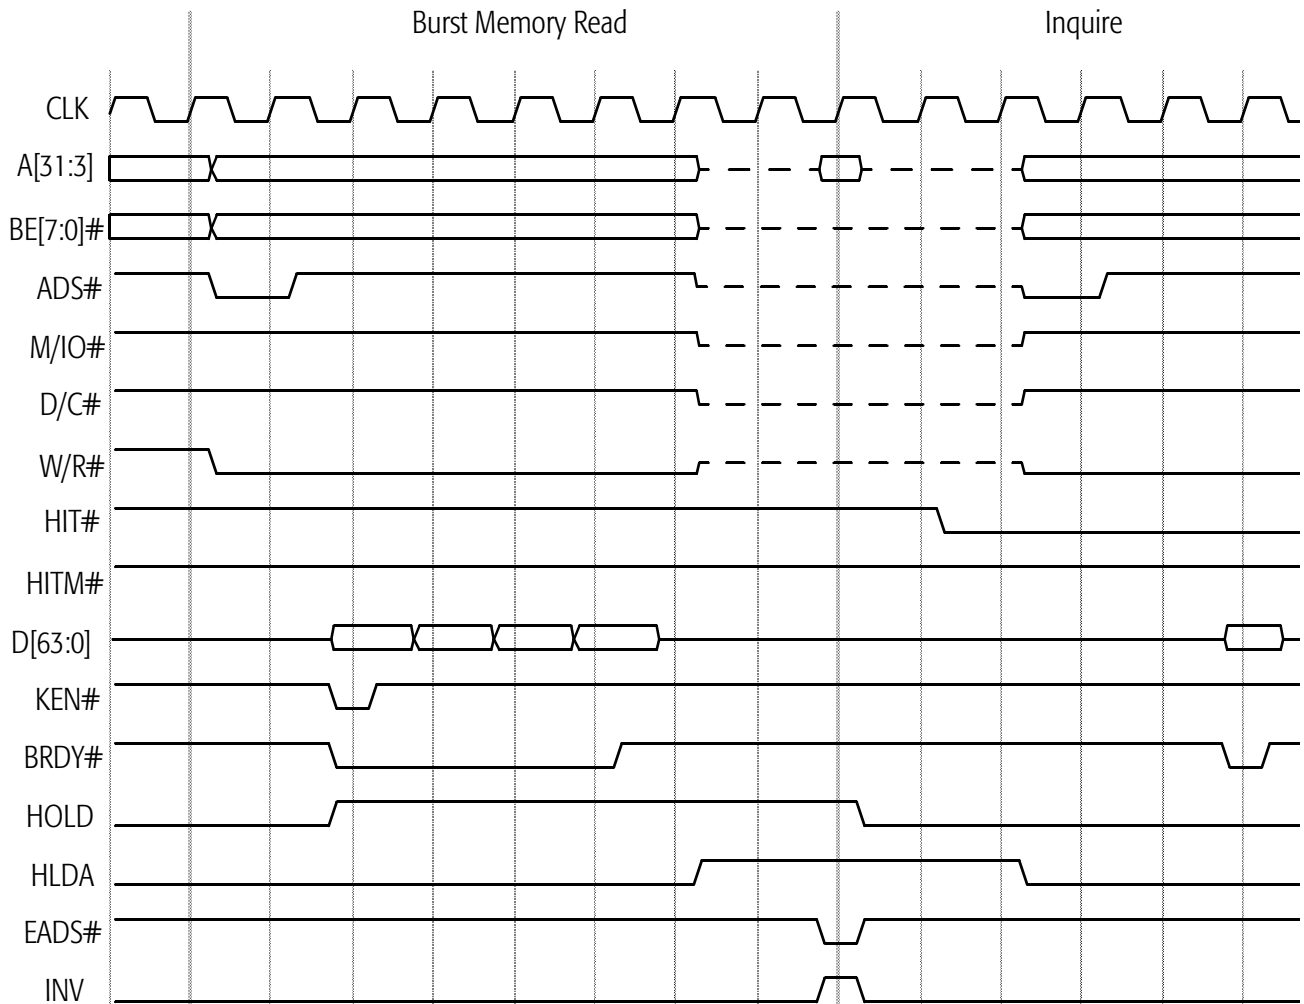 Burst Memory Read
Inquire
CLK
A[31:3]
BE[7:0]#
ADS#
M/IO#
D/C#
W/R#
HIT#
HITM#
D[63:0]
KEN#
BRDY#
HOLD
HLDA
EADS#
INV